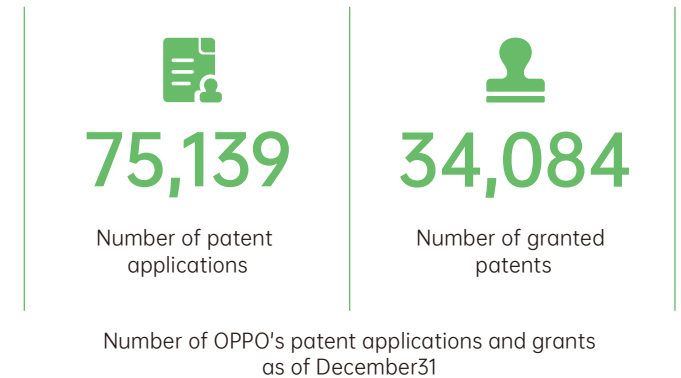 75,139
34,084
Number of patent
applications
Number of granted
patents
Number of OPPO's patent applications and grants
as of December31